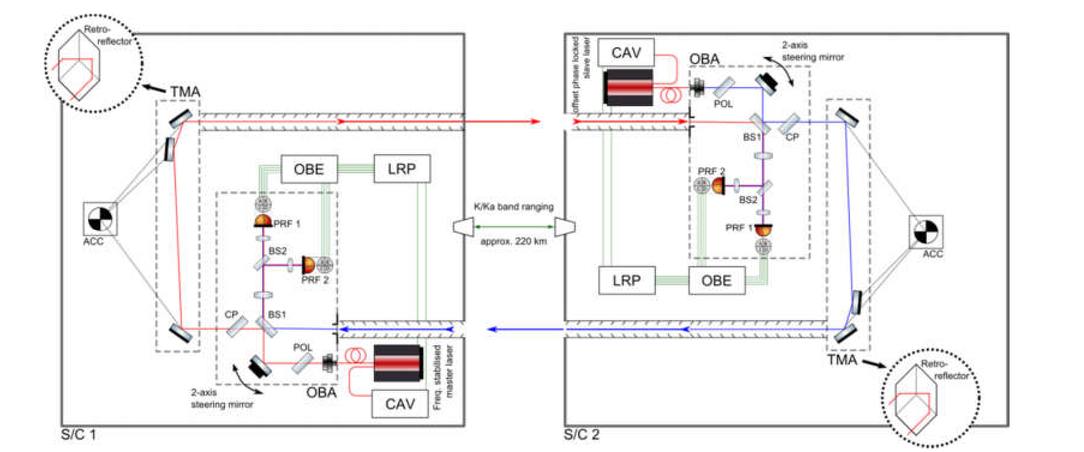 Retro-
reflector
TMA
ACC
OBE
LRP
PRF 1
BS2
PRF 2
CP
BS1
POL
2-axis
steering mirror
OBA
CAV
Freq. stabilised
master laser
S/C 1
K/Ka band ranging
approx. 220 km
offset phase locked
slave laser
CAV
OBA
2-axis
steering mirror
POL
BS1
CP
PRF 2
BS2
PRF 1
LRP
OBE
ACC
TMA
Retro-
reflector
S/C 2